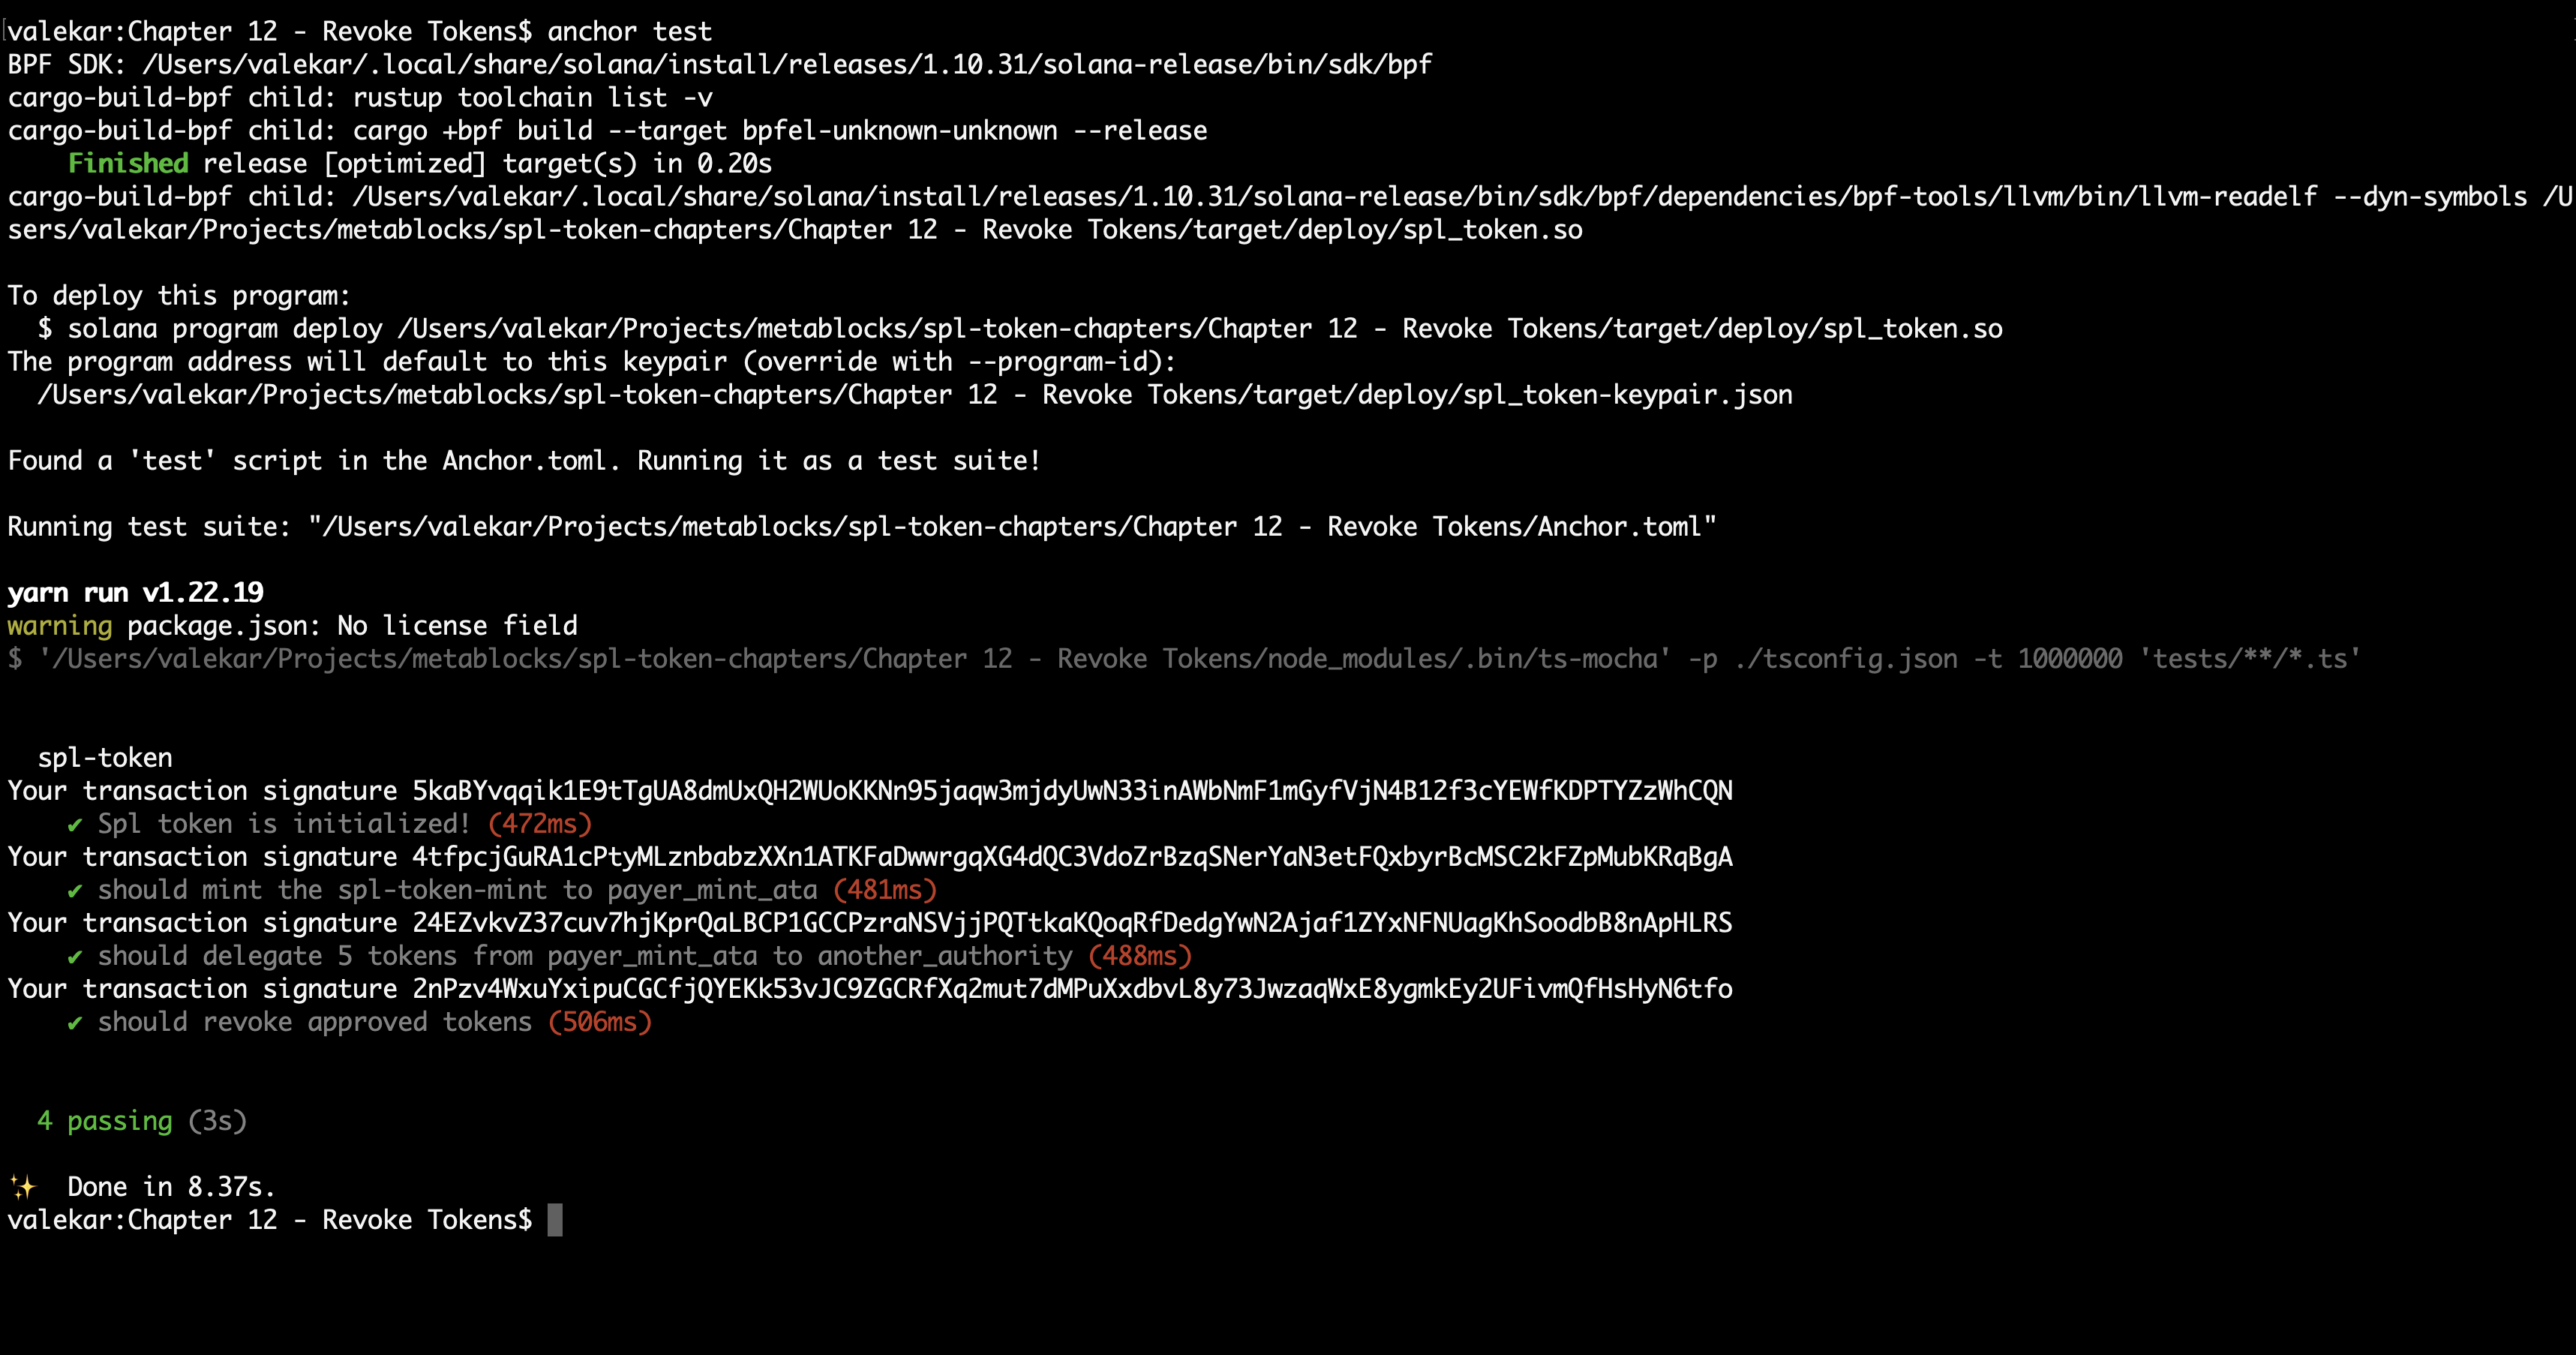 valekar:Chapter 12 - Revoke Tokens$ anchor test
BPF SDK: /Users/valekar/.local/share/solana/install/releases/1.10.31/solana-release/bin/sdk/bpf
cargo-build-bpf child: rustup toolchain list -v
cargo-build-bpf child: cargo +bpf build --target bpfel-unknown-unknown --release
    Finished release [optimized] target(s) in 0.20s
cargo-build-bpf child: /Users/valekar/.local/share/solana/install/releases/1.10.31/solana-release/bin/sdk/bpf/dependencies/bpf-tools/llvm/bin/llvm-readelf --dyn-symbols /U
sers/valekar/Projects/metablocks/spl-token-chapters/Chapter 12 - Revoke Tokens/target/deploy/spl_token.so
To deploy this program:
  $ solana program deploy /Users/valekar/Projects/metablocks/spl-token-chapters/Chapter 12 - Revoke Tokens/target/deploy/spl_token.so
The program address will default to this keypair (override with --program-id):
  /Users/valekar/Projects/metablocks/spl-token-chapters/Chapter 12 - Revoke Tokens/target/deploy/spl_token-keypair.json
Found a 'test' script in the Anchor.toml. Running it as a test suite!
Running test suite: "/Users/valekar/Projects/metablocks/spl-token-chapters/Chapter 12 - Revoke Tokens/Anchor.toml"
yarn run v1.22.19
warning package.json: No license field
$ '/Users/valekar/Projects/metablocks/spl-token-chapters/Chapter 12 - Revoke Tokens/node_modules/.bin/ts-mocha' -p ./tsconfig.json -t 1000000 'tests/**/*.ts'
  spl-token
Your transaction signature 5kaBYvqqik1E9tTgUA8dmUxQH2WUoKKNn95jaqw3mjdyUwN33inAWbNmF1mGyfVjN4B12f3cYEWfKDPTYZzWhCQN
    ✔ Spl token is initialized! (472ms)
Your transaction signature 4tfpcjGuRA1cPtyMLznbabzXXn1ATKFaDwwrgqXG4dQC3VdoZrBzqSNerYaN3etFQxbyrBcMSC2kFZpMubKRqBgA
    ✔ should mint the spl-token-mint to payer_mint_ata (481ms)
Your transaction signature 24EZvkvZ37cuv7hjKprQaLBCP1GCCPzraNSVjjPQTtkaKQoqRfDedgYwN2Ajaf1ZYxNFNUagKhSoodbB8nApHLRS
    ✔ should delegate 5 tokens from payer_mint_ata to another_authority (488ms)
Your transaction signature 2nPzv4WxuYxipuCGCfjQYEKk53vJC9ZGCRfXq2mut7dMPuXxdbvL8y73JwzaqWxE8ygmkEy2UFivmQfHsHyN6tfo
    ✔ should revoke approved tokens (506ms)
  4 passing (3s)
✨  Done in 8.37s.
valekar:Chapter 12 - Revoke Tokens$